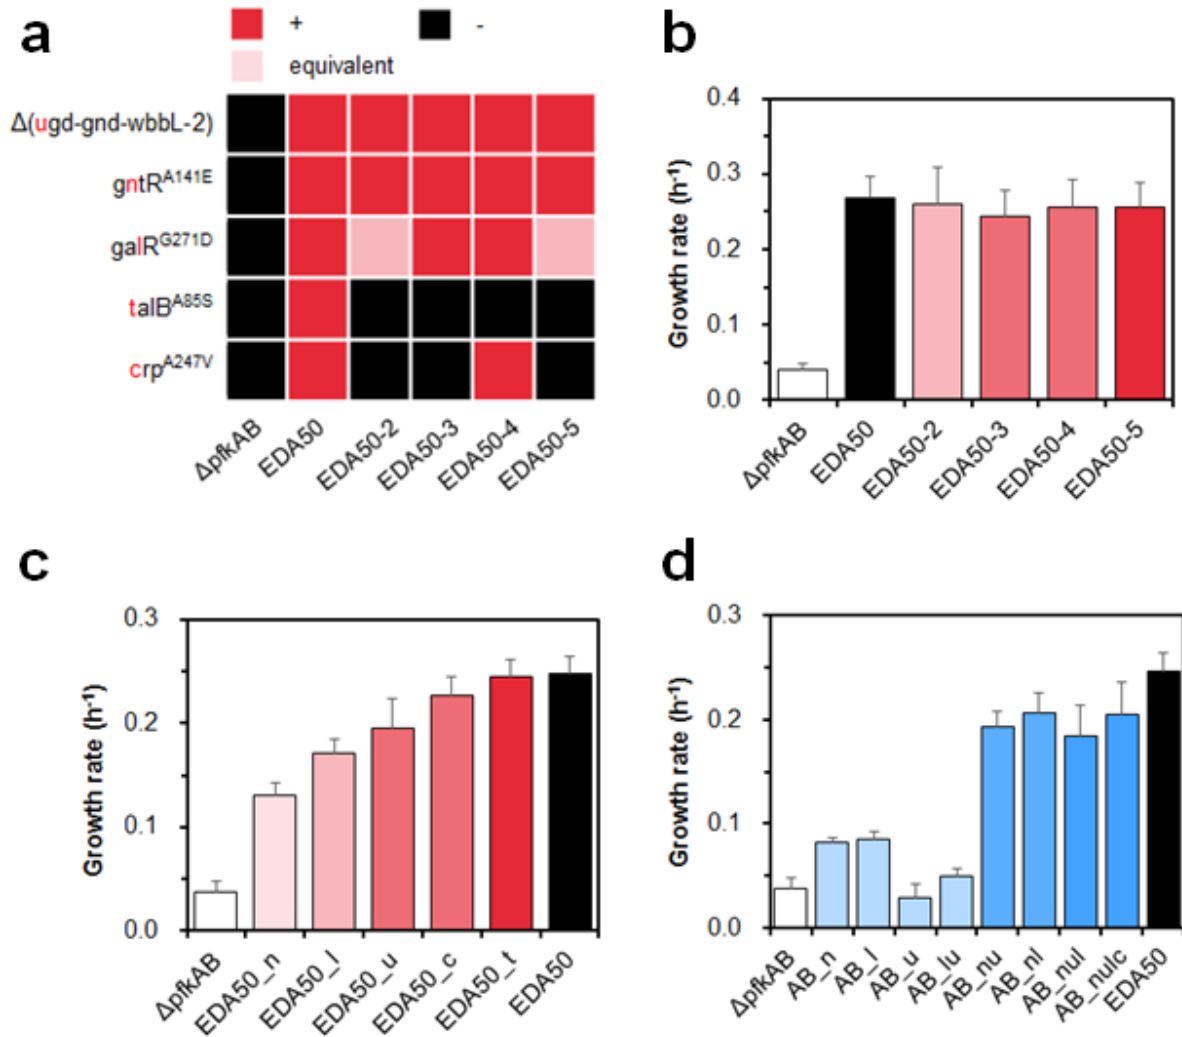 a
+ -
equivalent
Δ(ugd-gnd-wbbL-2)
gntR^A141E
galR^G271D
talB^A85S
crp^A247V
ΔpfkAB EDA50 EDA50-2 EDA50-3 EDA50-4 EDA50-5
b
Growth rate (h⁻¹)
0.4
0.3
0.2
0.1
0.0
ΔpfkAB EDA50 EDA50-2 EDA50-3 EDA50-4 EDA50-5
c
Growth rate (h⁻¹)
0.3
0.2
0.1
0.0
ΔpfkAB EDA50_n EDA50_l EDA50_u EDA50_c EDA50_t EDA50
d
Growth rate (h⁻¹)
0.3
0.2
0.1
0.0
ΔpfkAB AB_n AB_l AB_u AB_lu AB_nu AB_nl AB_nul AB_nulc EDA50